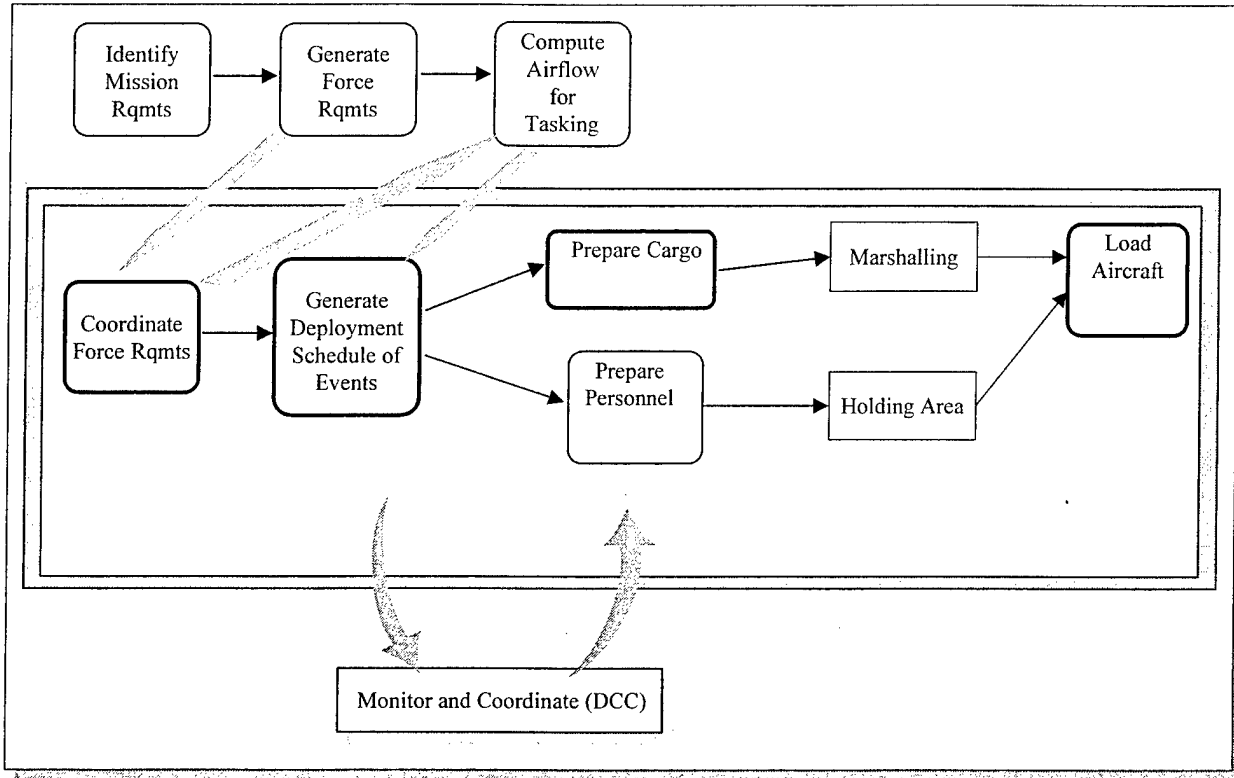 Identify
Mission
Rqmts
Generate
Force
Rqmts
Compute
Airflow
for
Tasking
Coordinate
Force Rqmts
Generate
Deployment
Schedule of
Events
Prepare Cargo
Prepare
Personnel
Marshalling
Holding Area
Load
Aircraft
Monitor and Coordinate (DCC)